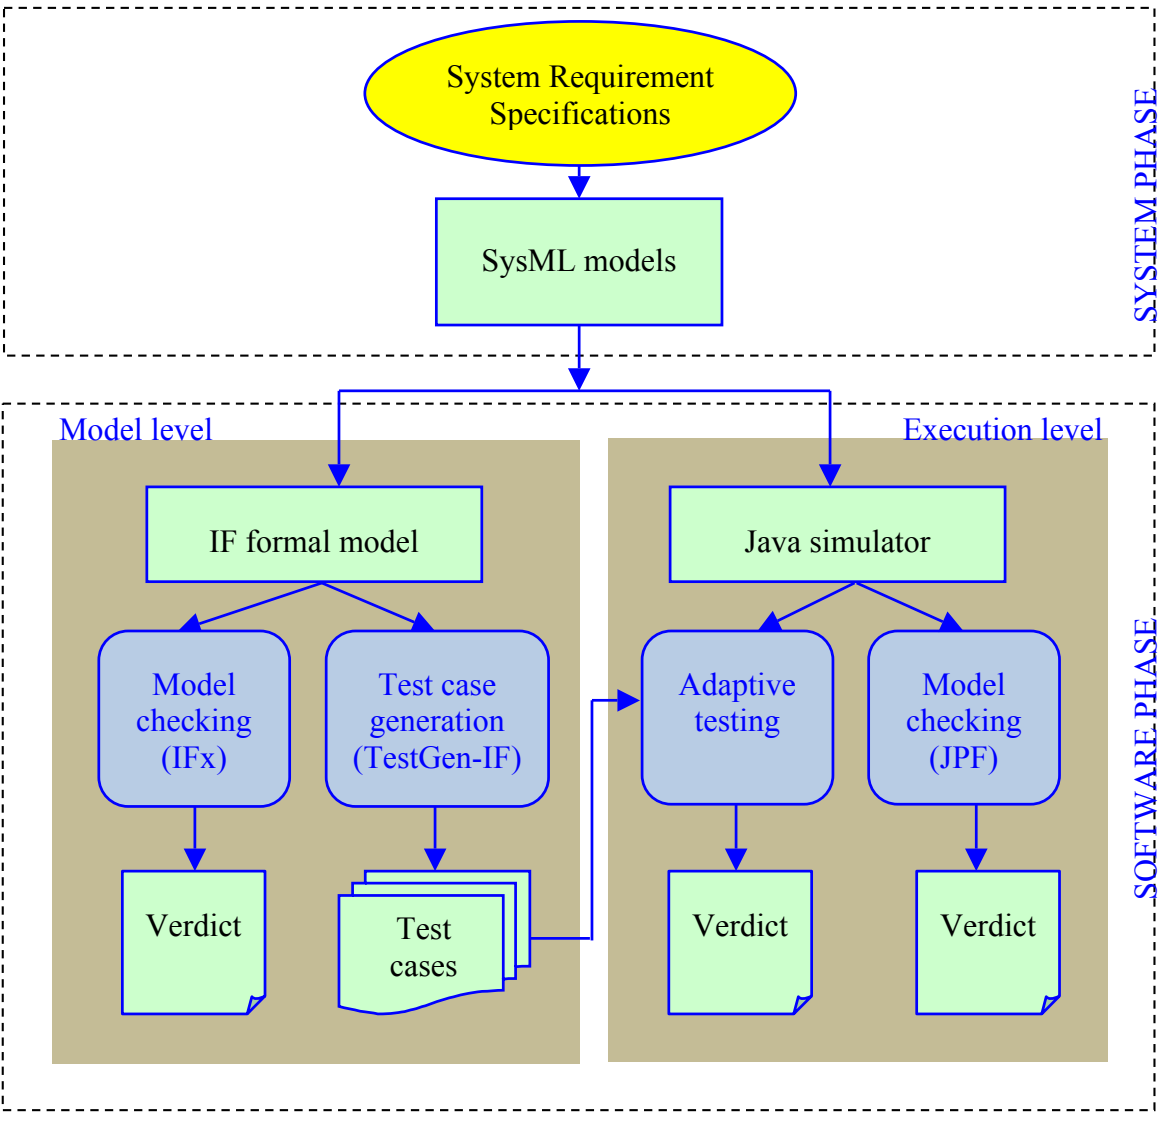 System Requirement
Specifications
SYSTEM PHASE
SysML models
Model level
Execution level
IF formal model
Java simulator
Model
checking
(IFx)
Test case
generation
(TestGen-IF)
Adaptive
testing
Model
checking
(JPF)
SOFTWARE PHASE
Verdict
Test
cases
Verdict
Verdict